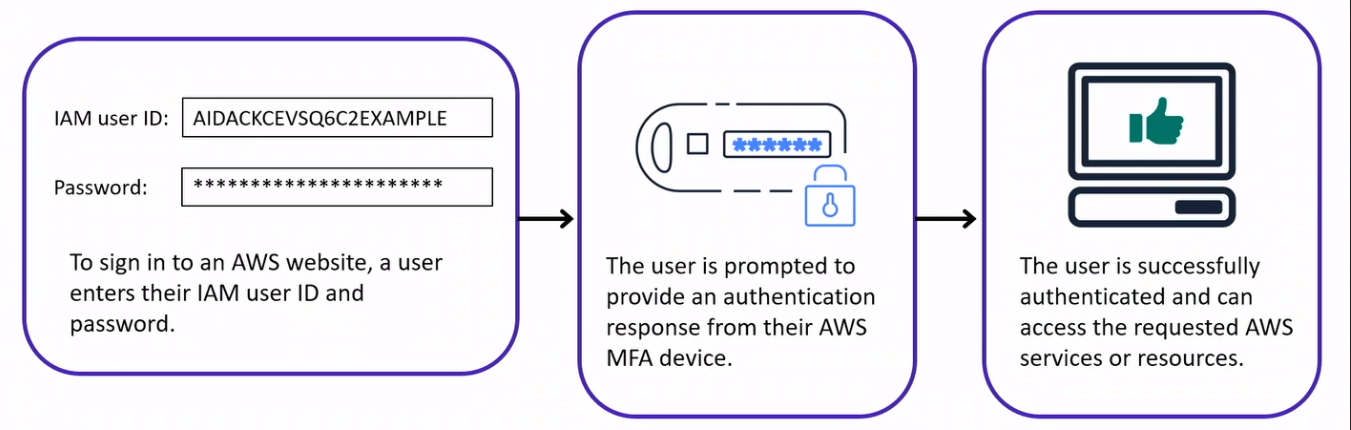 IAM user ID: AIDACKCEVSQ6C2EXAMPLE
Password: **********************
To sign in to an AWS website, a user
enters their IAM user ID and
password.
******
The user is prompted to
provide an authentication
response from their AWS
MFA device.
The user is successfully
authenticated and can
access the requested AWS
services or resources.